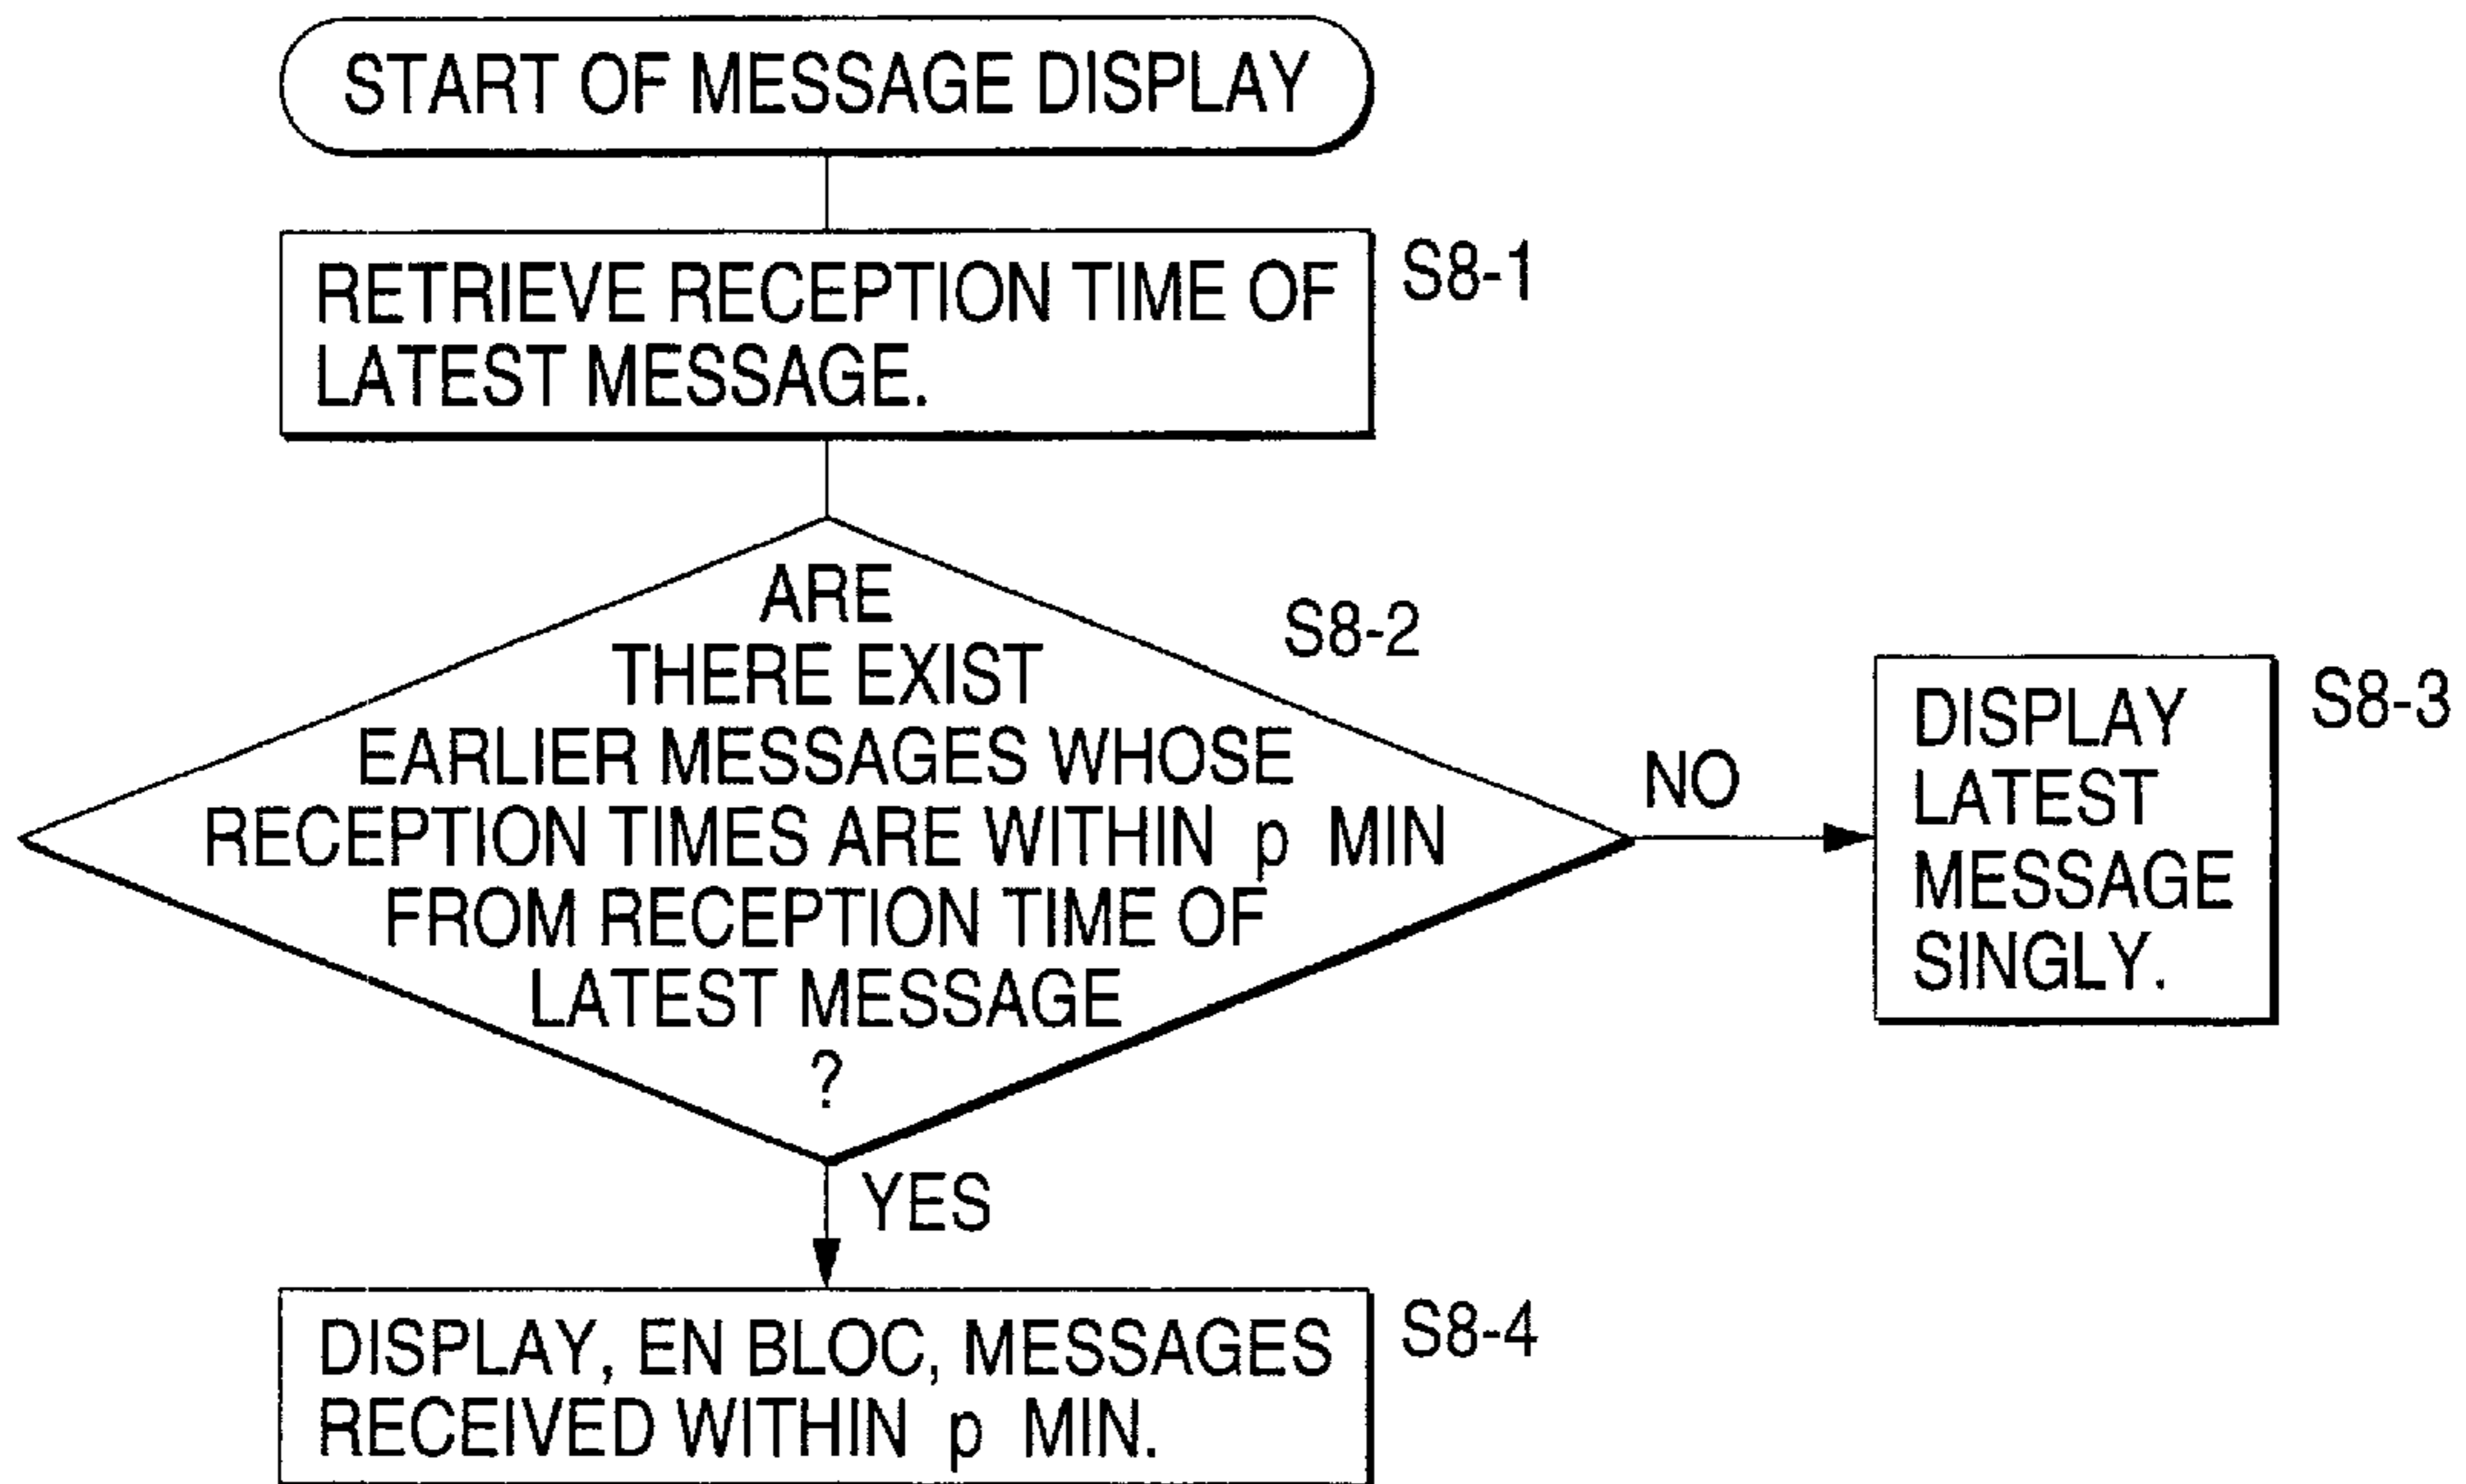 START OF MESSAGE DISPLAY
RETRIEVE RECEPTION TIME OF
LATEST MESSAGE.
S8-1
ARE
THERE EXIST
EARLIER MESSAGES WHOSE
RECEPTION TIMES ARE WITHIN p MIN
FROM RECEPTION TIME OF
LATEST MESSAGE
?
S8-2
NO
DISPLAY
LATEST
MESSAGE
SINGLY.
S8-3
YES
DISPLAY, EN BLOC, MESSAGES
RECEIVED WITHIN p MIN.
S8-4